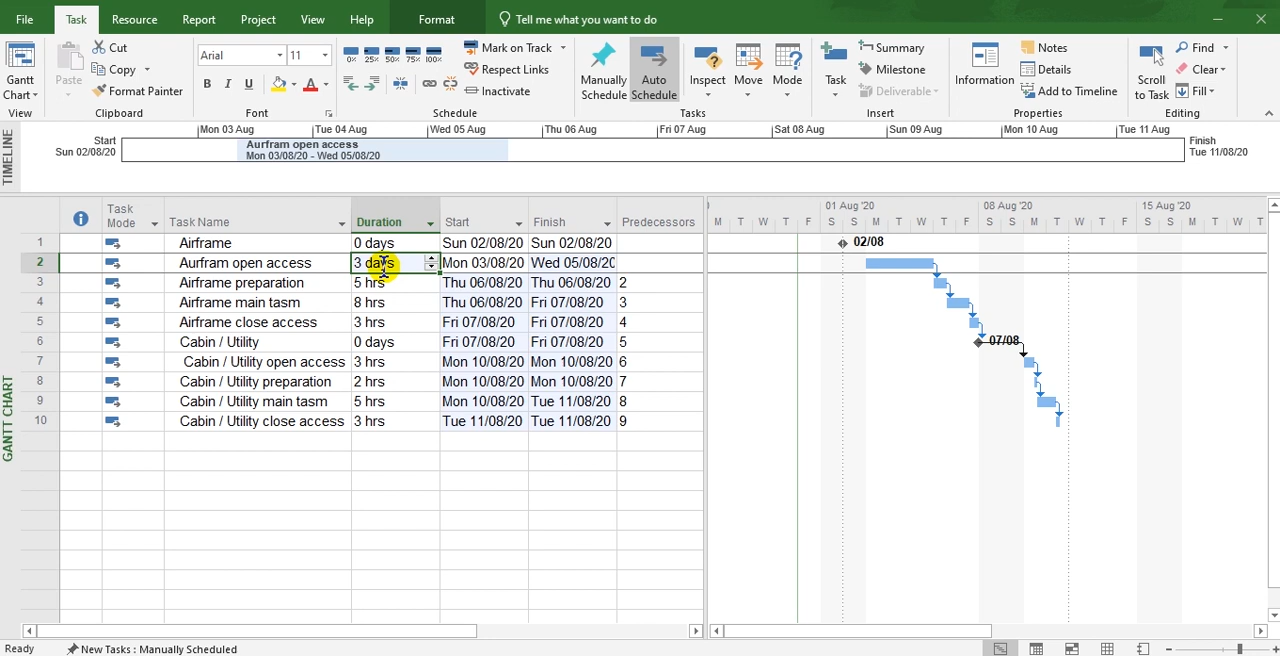 File Task Resource Report Project View Help Format Tell me what you want to do
Gantt Chart
View
Paste
Cut
Copy
Format Painter
Clipboard
Arial 11
B I U A
Font
0% 25% 50% 75% 100%
Mark on Track
Respect Links
Inactivate
Schedule
Manually Schedule
Auto Schedule
Inspect
Move
Mode
Tasks
Task
Summary
Milestone
Deliverable
Insert
Information
Notes
Details
Add to Timeline
Properties
Scroll to Task
Find
Clear
Fill
Editing
TIMELINE
Mon 03 Aug Tue 04 Aug Wed 05 Aug Thu 06 Aug Fri 07 Aug Sat 08 Aug Sun 09 Aug Mon 10 Aug Tue 11 Aug
Start
Sun 02/08/20
Aurfram open access
Mon 03/08/20 - Wed 05/08/20
Finish
Tue 11/08/20
GANTT CHART
Task Mode Task Name Duration Start Finish Predecessors
1 Airframe 0 days Sun 02/08/20 Sun 02/08/20
2 Aurfram open access 3 days Mon 03/08/20 Wed 05/08/20
3 Airframe preparation 5 hrs Thu 06/08/20 Thu 06/08/20 2
4 Airframe main tasm 8 hrs Thu 06/08/20 Fri 07/08/20 3
5 Airframe close access 3 hrs Fri 07/08/20 Fri 07/08/20 4
6 Cabin / Utility 0 days Fri 07/08/20 Fri 07/08/20 5
7 Cabin / Utility open access 3 hrs Mon 10/08/20 Mon 10/08/20 6
8 Cabin / Utility preparation 2 hrs Mon 10/08/20 Mon 10/08/20 7
9 Cabin / Utility main tasm 5 hrs Mon 10/08/20 Tue 11/08/20 8
10 Cabin / Utility close access 3 hrs Tue 11/08/20 Tue 11/08/20 9
01 Aug '20 08 Aug '20 15 Aug '20
M T W T F S S M T W T F S S M T W T F S S M T W T
02/08
07/08
Ready New Tasks : Manually Scheduled